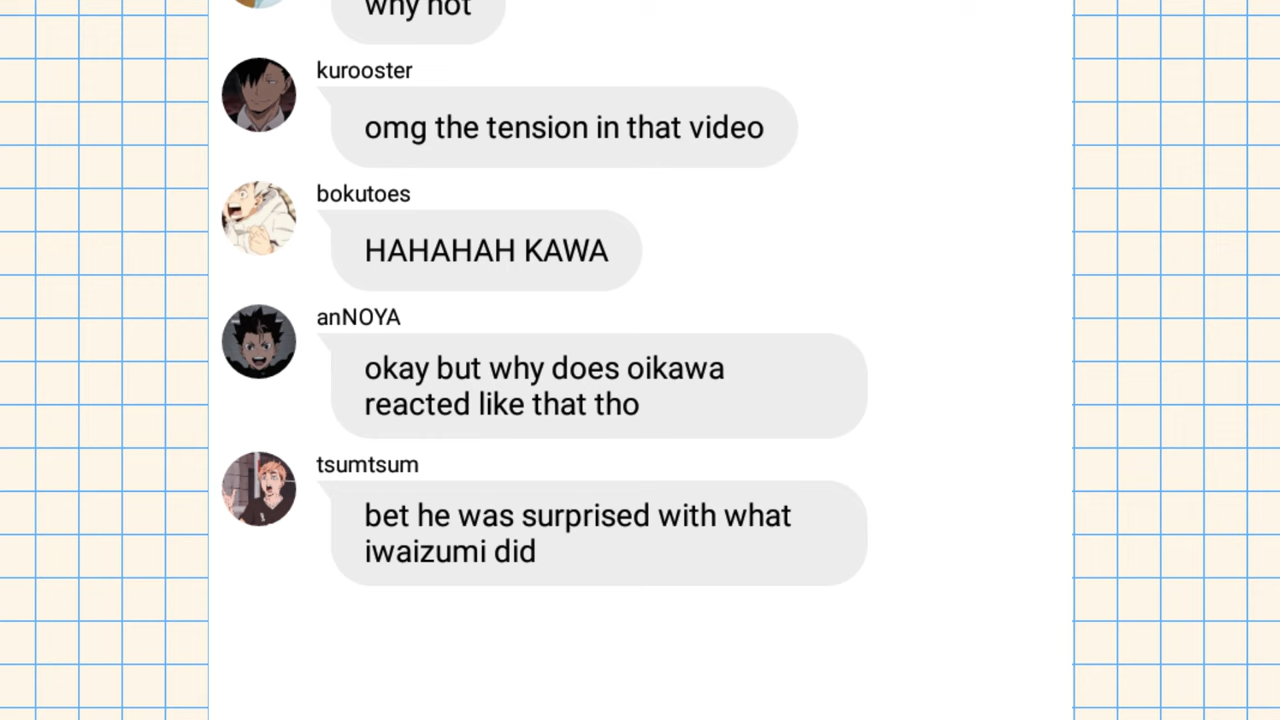 why not
kurooster
omg the tension in that video
bokutoes
HAHAHAH KAWA
anNOYA
okay but why does oikawa
reacted like that tho
tsumtsum
bet he was surprised with what
iwaizumi did